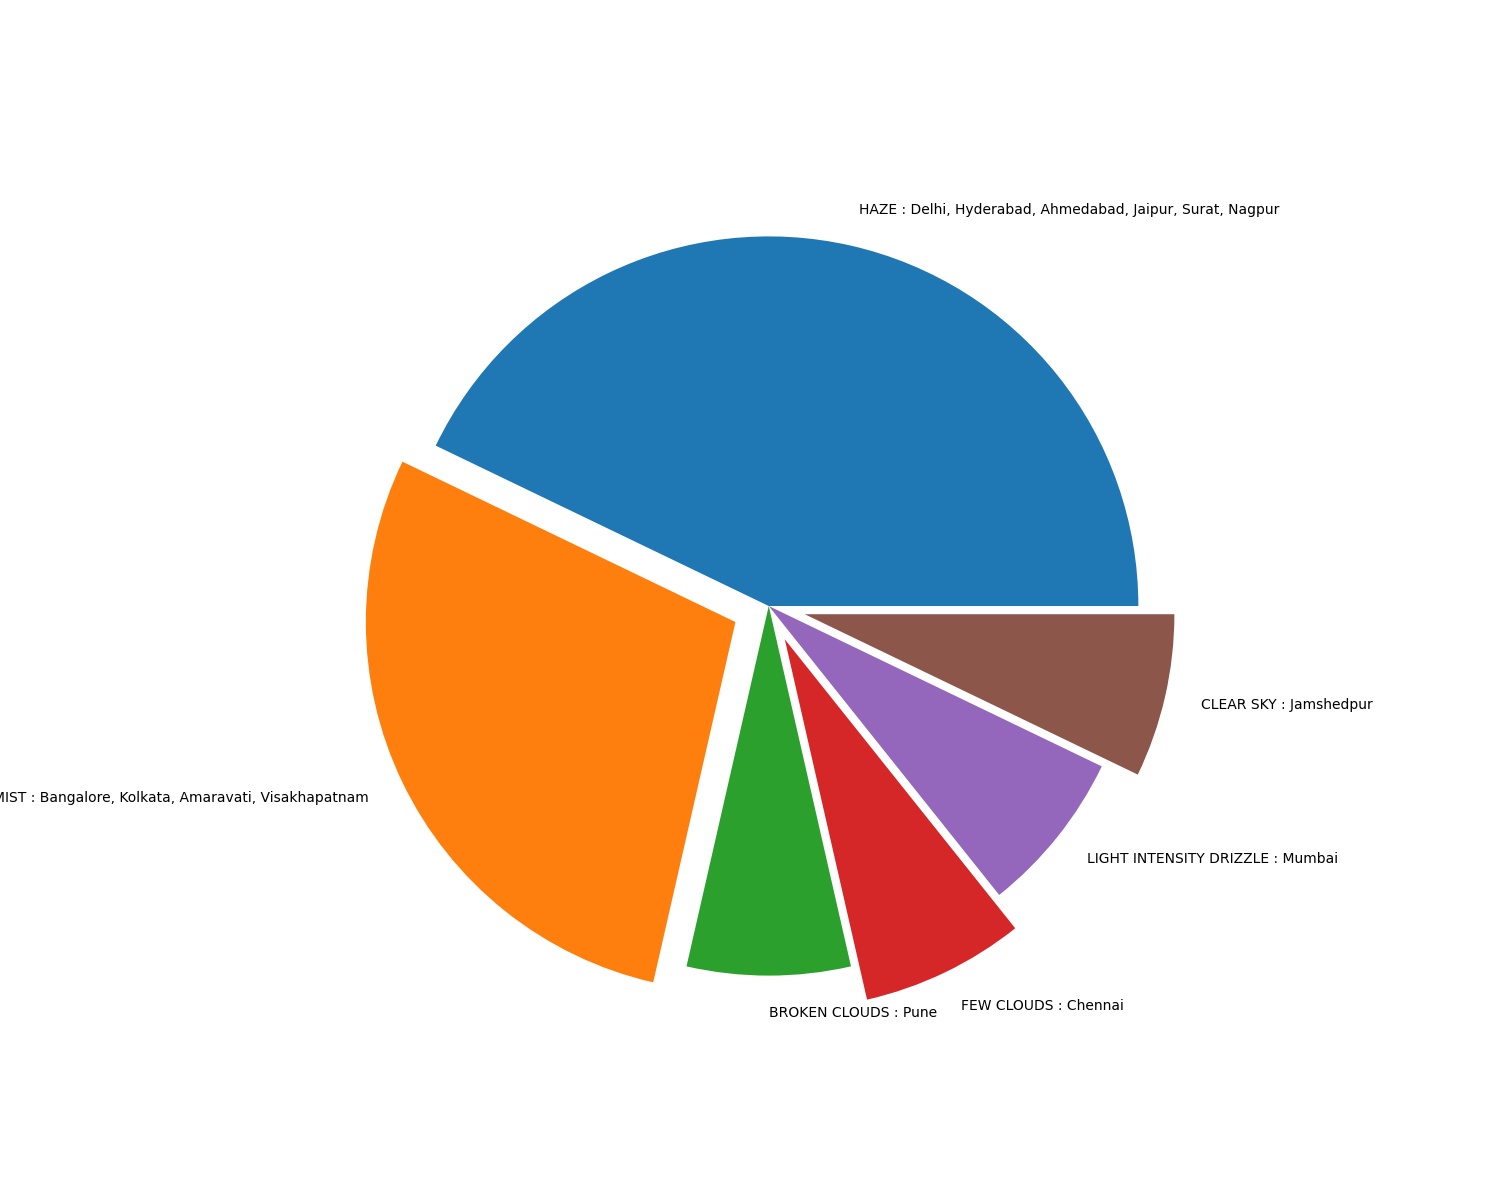 HAZE : Delhi, Hyderabad, Ahmedabad, Jaipur, Surat, Nagpur
CLEAR SKY : Jamshedpur
MIST : Bangalore, Kolkata, Amaravati, Visakhapatnam
LIGHT INTENSITY DRIZZLE : Mumbai
FEW CLOUDS : Chennai
BROKEN CLOUDS : Pune